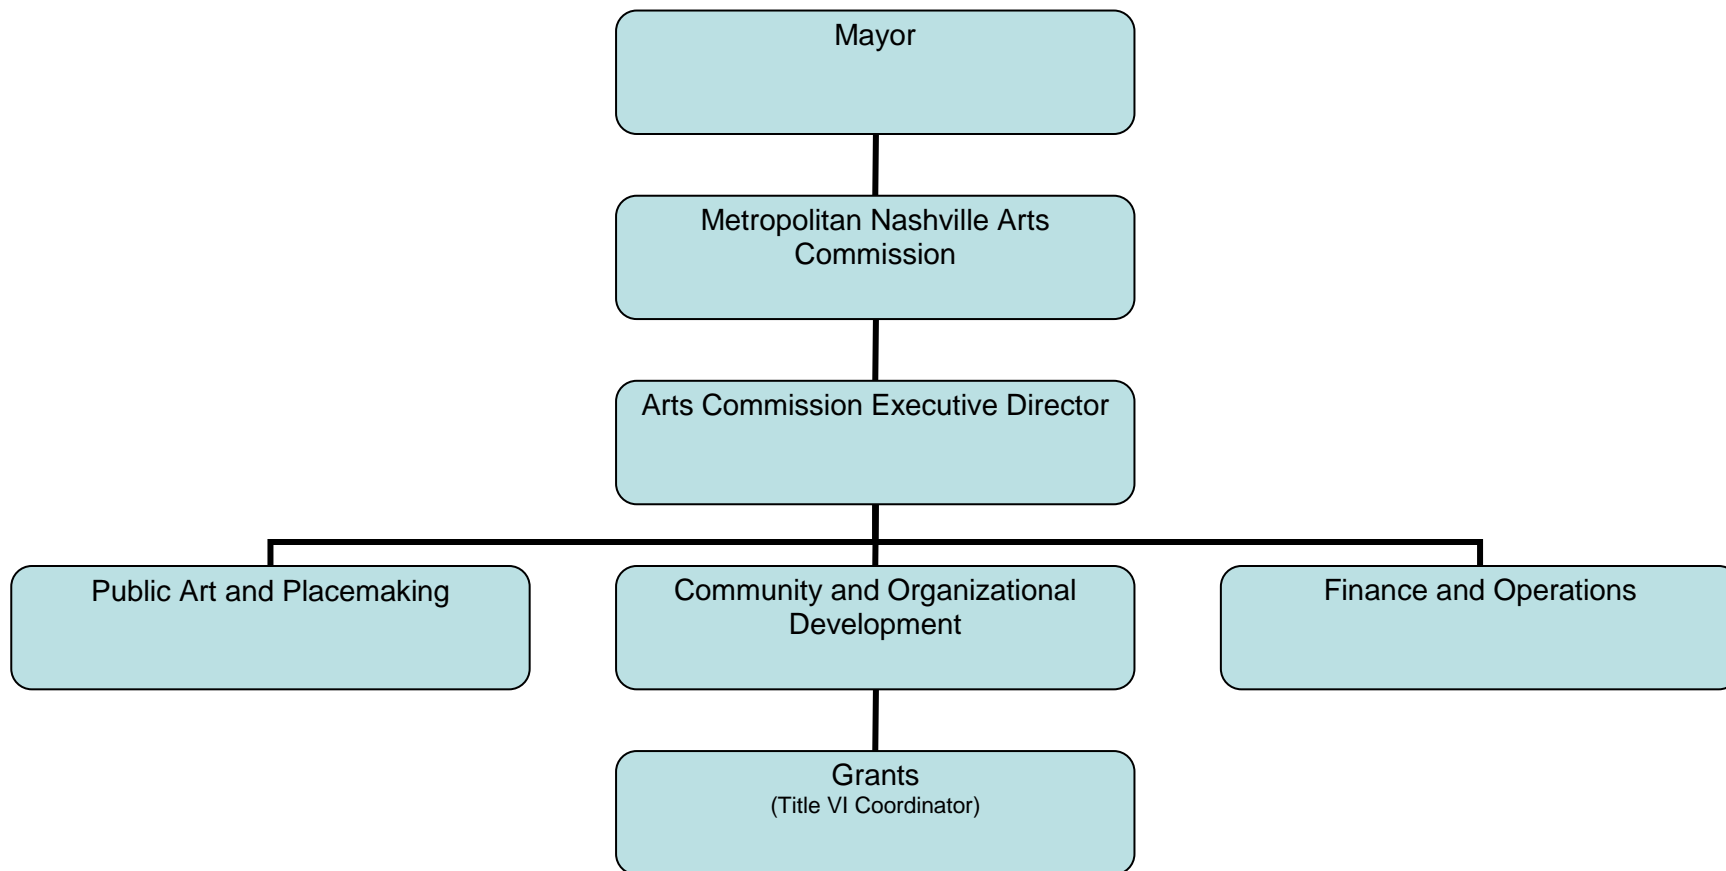 Mayor
Metropolitan Nashville Arts
Commission
Arts Commission Executive Director
Public Art and Placemaking
Community and Organizational
Development
Finance and Operations
Grants
(Title VI Coordinator)